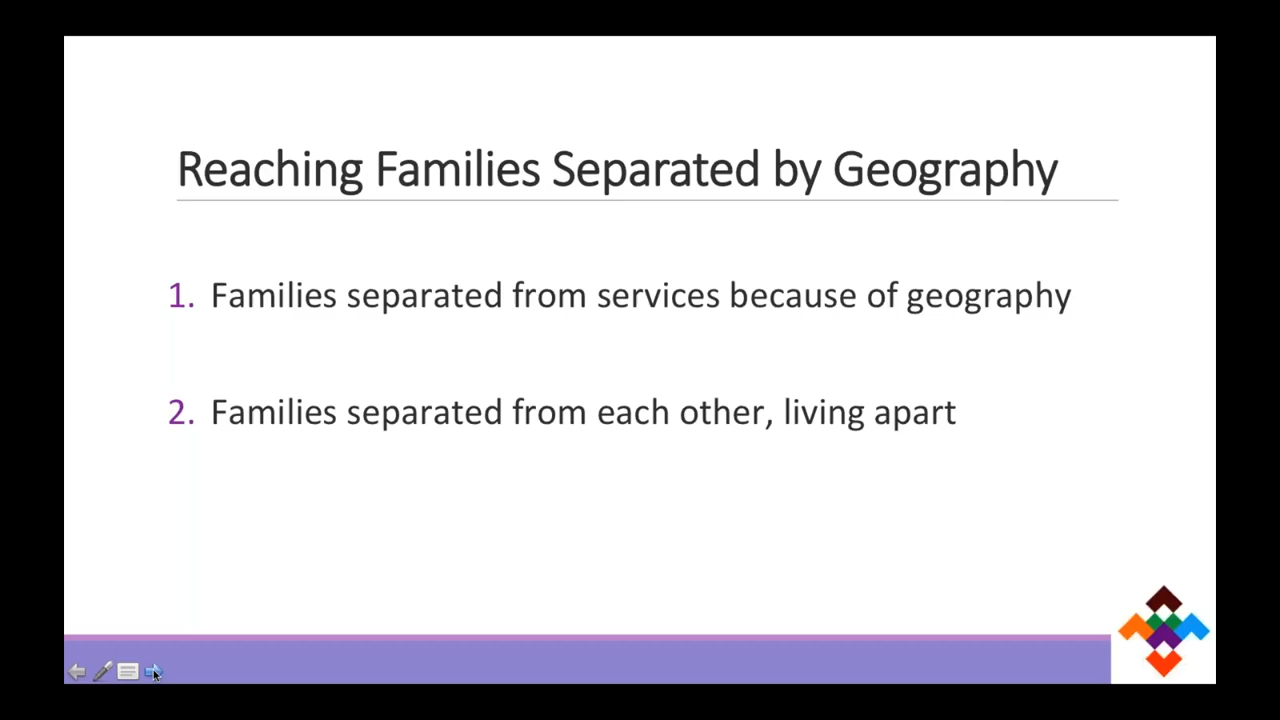 Reaching Families Separated by Geography
1. Families separated from services because of geography
2. Families separated from each other, living apart